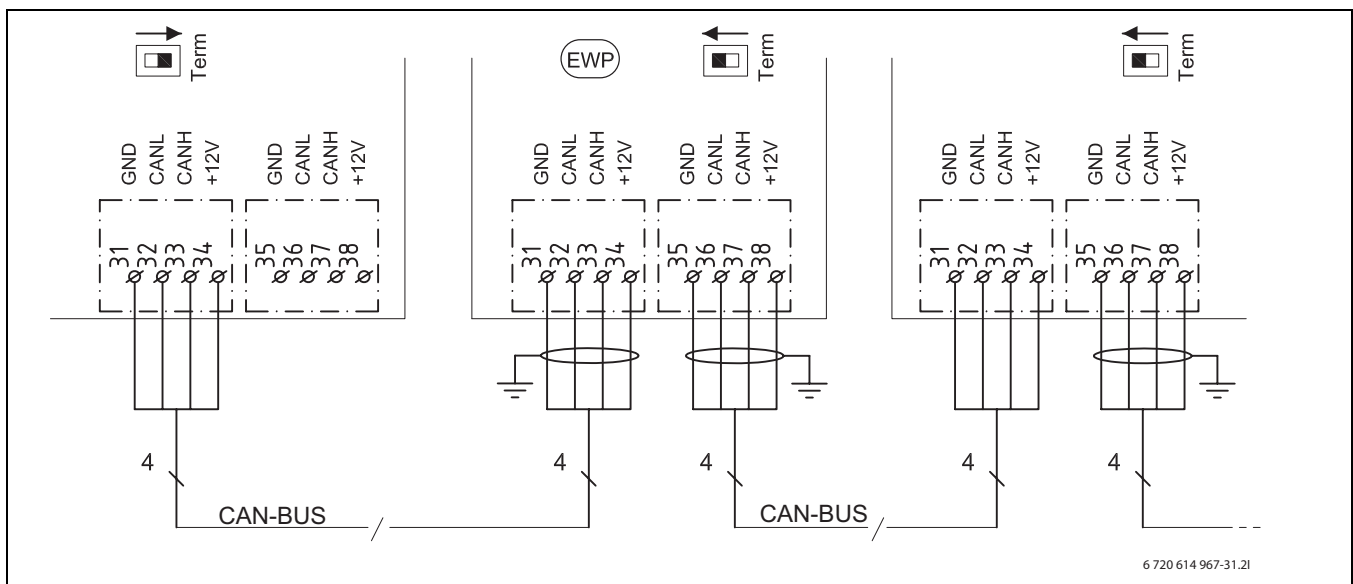 Term
EWP
Term
Term
GND CANL CANH +12V
GND CANL CANH +12V
GND CANL CANH +12V
GND CANL CANH +12V
GND CANL CANH +12V
GND CANL CANH +12V
31 32 33 34
35 36 37 38
31 32 33 34
35 36 37 38
31 32 33 34
35 36 37 38
4
4
4
4
4
CAN-BUS
CAN-BUS
6 720 614 967-31.2I